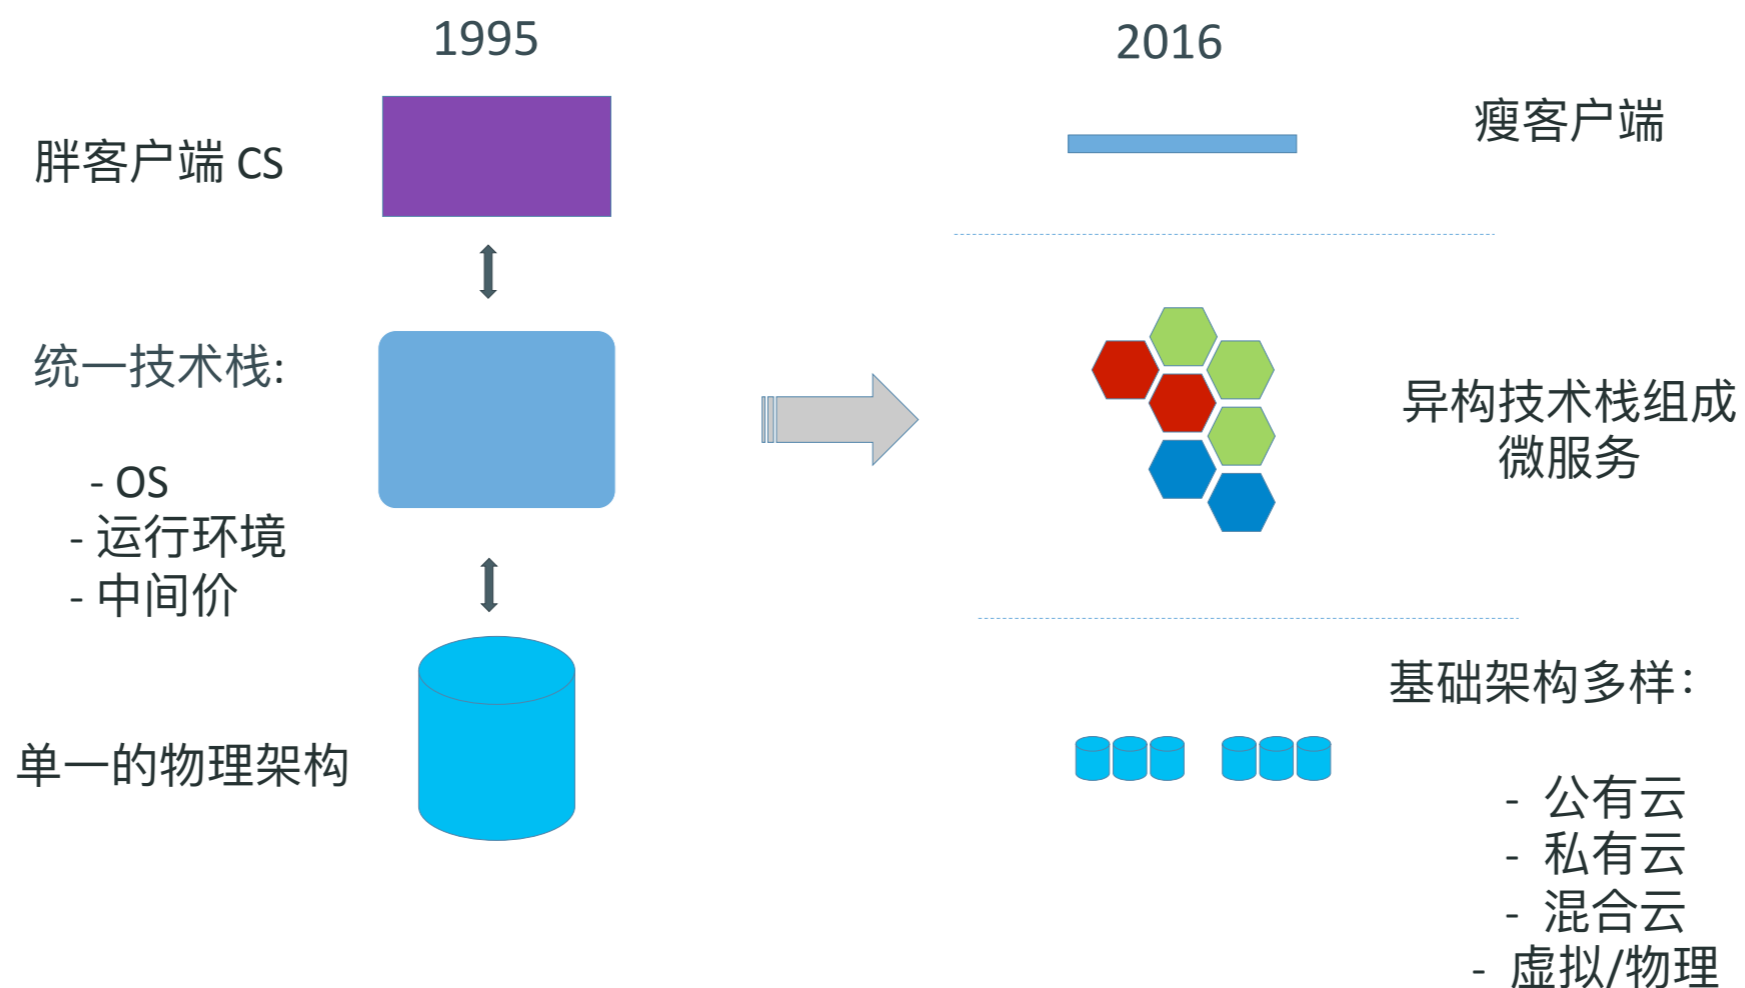 1995
胖客户端 CS
统一技术栈:
- OS
- 运行环境
- 中间价
单一的物理架构
2016
瘦客户端
异构技术栈组成
微服务
基础架构多样：
- 公有云
- 私有云
- 混合云
- 虚拟/物理